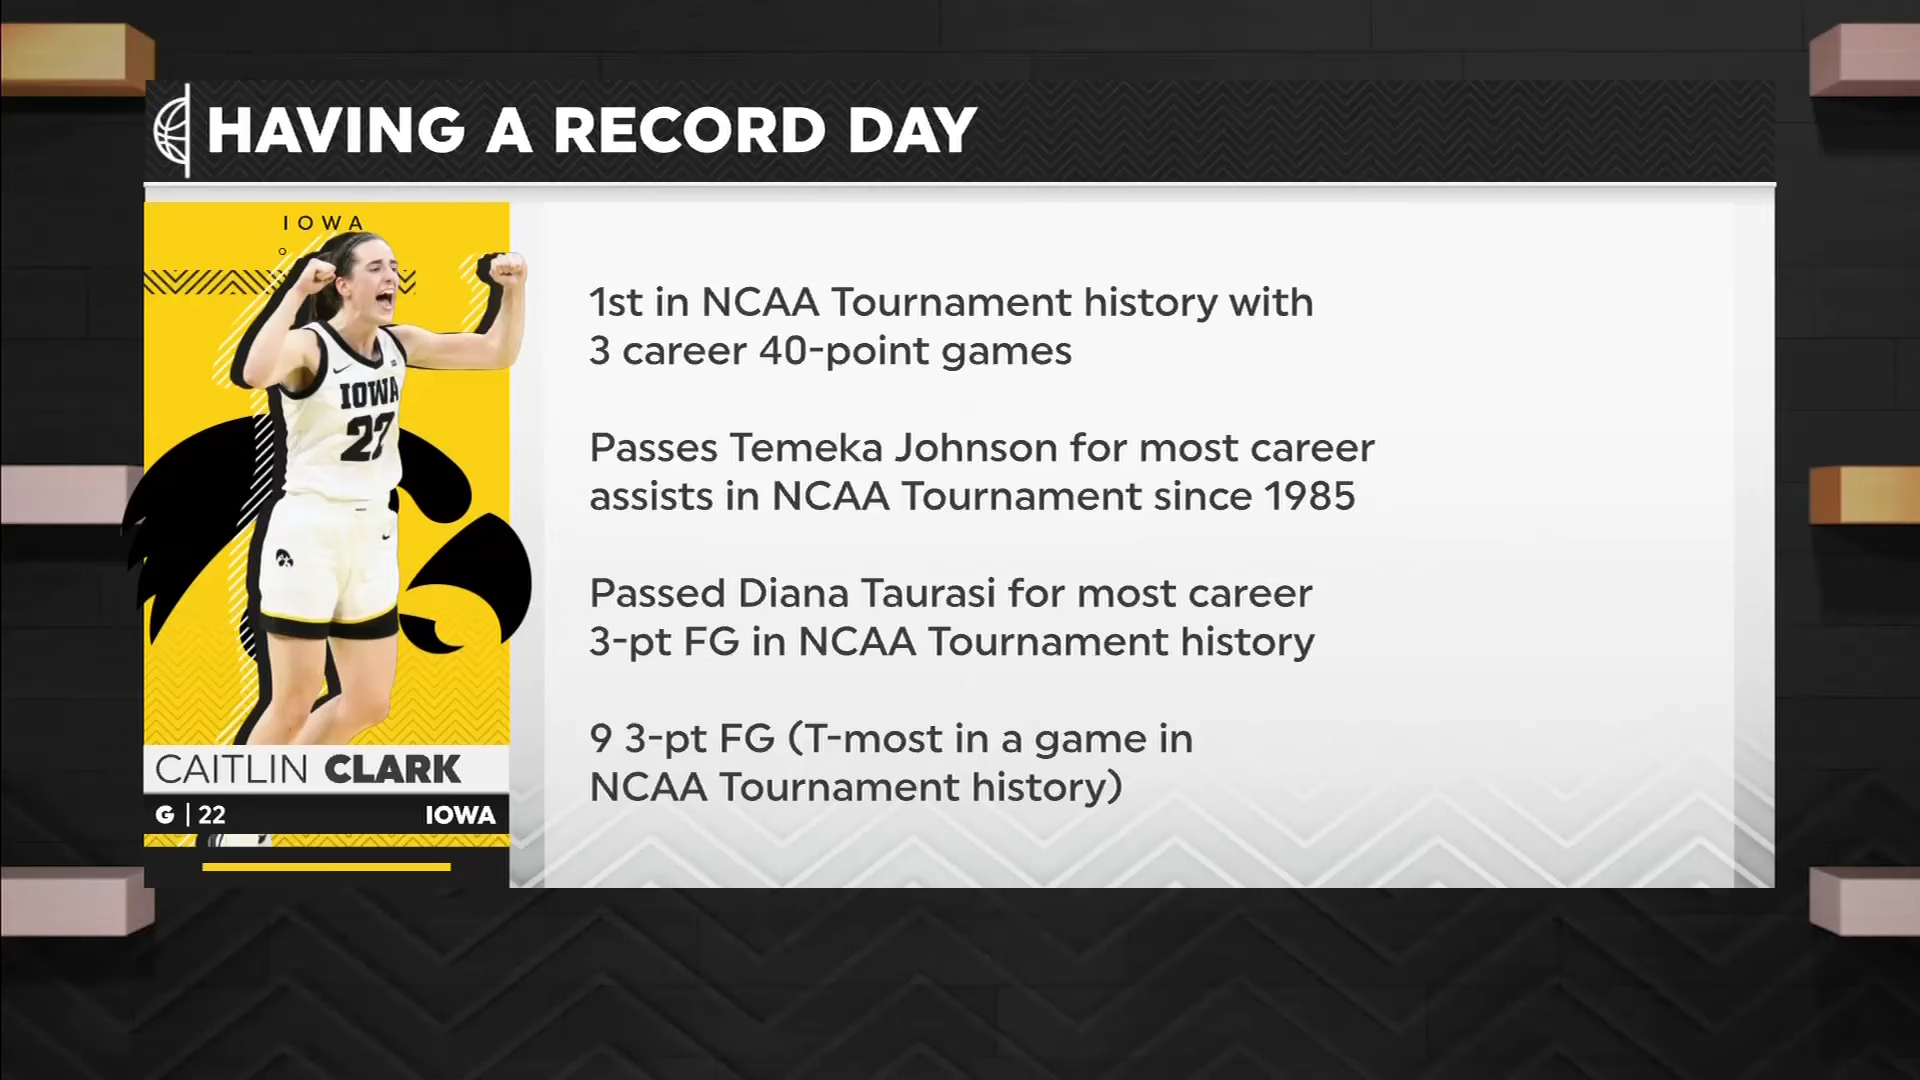 HAVING A RECORD DAY
IOWA
IOWA
22
CAITLIN CLARK
G | 22 IOWA
1st in NCAA Tournament history with
3 career 40-point games
Passes Temeka Johnson for most career
assists in NCAA Tournament since 1985
Passed Diana Taurasi for most career
3-pt FG in NCAA Tournament history
9 3-pt FG (T-most in a game in
NCAA Tournament history)